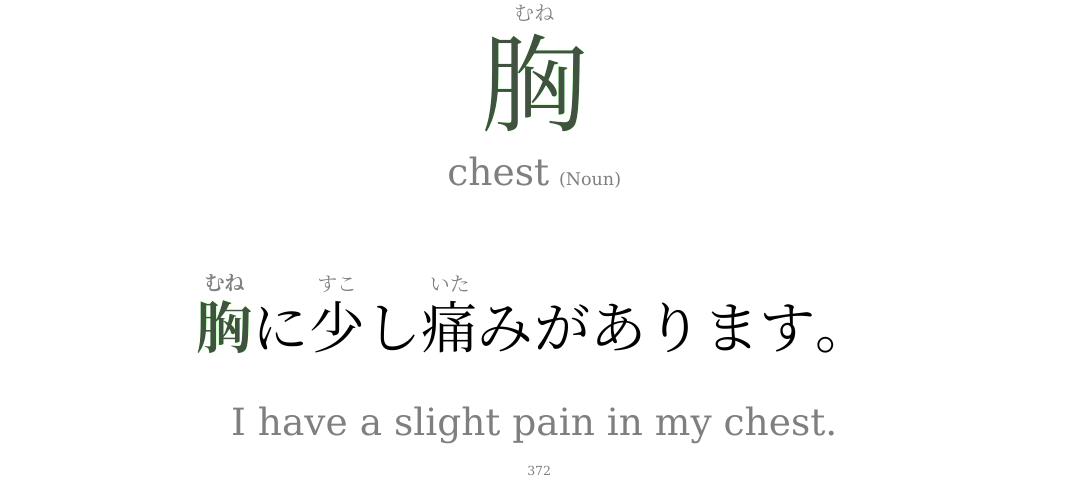 むね
胸
chest (Noun)
むね すこ いた
胸に少し痛みがあります。
I have a slight pain in my chest.
372